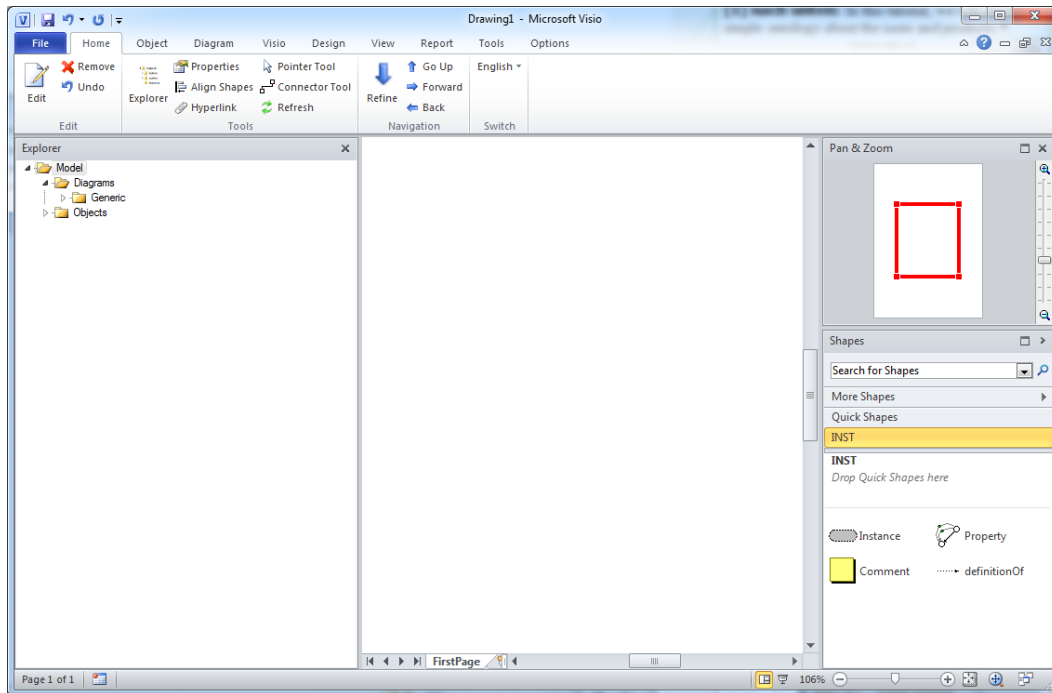 Drawing1 - Microsoft Visio
File Home Object Diagram Visio Design View Report Tools Options
Edit
Remove
Undo
Edit
Explorer
Properties
Align Shapes
Hyperlink
Pointer Tool
Connector Tool
Refresh
Tools
Refine
Go Up
Forward
Back
Navigation
English
Switch
Explorer
Model
Diagrams
Generic
Objects
Pan & Zoom
Shapes
Search for Shapes
More Shapes
Quick Shapes
INST
INST
Drop Quick Shapes here
Instance Property
Comment definitionOf
FirstPage
Page 1 of 1 106%